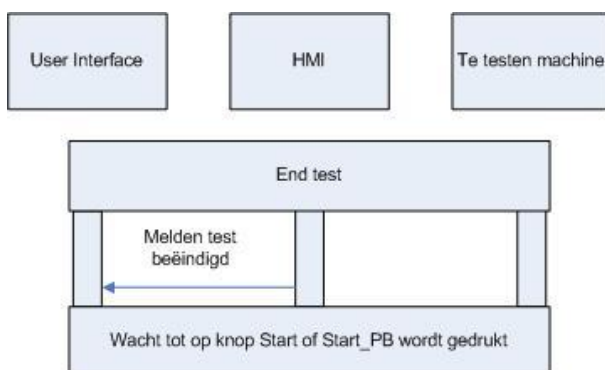 User Interface
HMI
Te testen machine
End test
Melden test
beëindigd
Wacht tot op knop Start of Start_PB wordt gedrukt